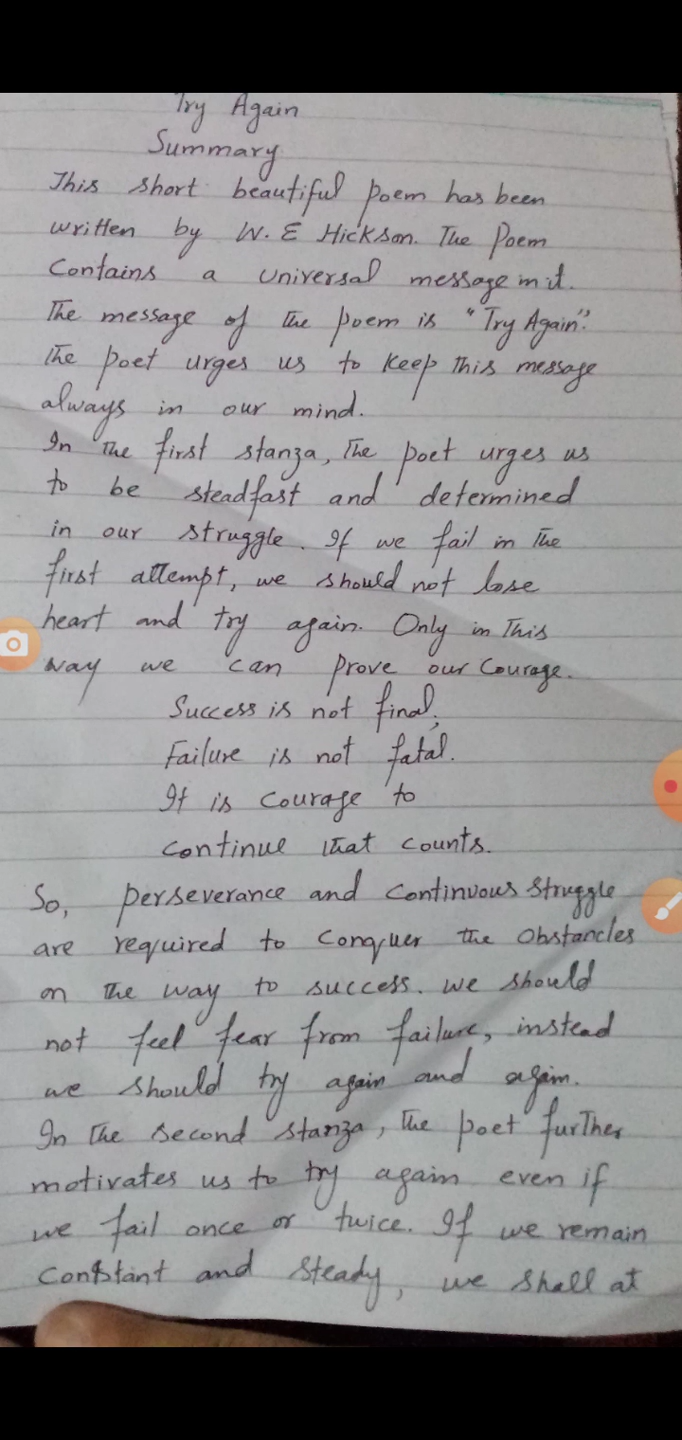 Try Again
Summary
This short beautiful poem has been
written by W. E Hickson. The Poem
Contains a universal message in it.
The message of the poem is "Try Again".
The poet urges us to keep this message
always in our mind.
In the first stanza, the poet urges us
to be steadfast and determined
in our struggle. If we fail in the
first attempt, we should not lose
heart and try again. Only in This
way we can prove our Courage.
Success is not final;
Failure is not fatal.
It is Courage to
continue that counts.
So, perseverance and continuous struggle
are required to conquer the obstancles
on the way to success. we should
not feel fear from failure, instead
we should try again and again.
In the second stanza, the poet further
motivates us to try again even if
we fail once or twice. If we remain
Constant and steady, we shall at